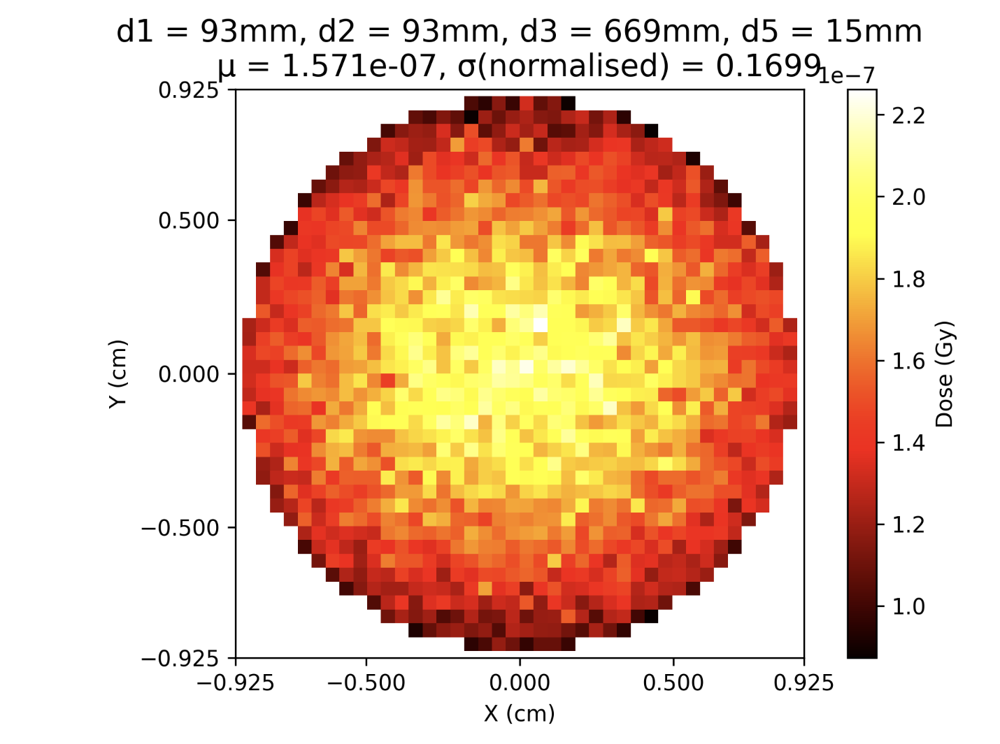 d1 = 93mm, d2 = 93mm, d3 = 669mm, d5 = 15mm
μ = 1.571e-07, σ(normalised) = 0.1699
1e−7
0.925
0.500
0.000
−0.500
−0.925
Y (cm)
−0.925 −0.500 0.000 0.500 0.925
X (cm)
2.2
2.0
1.8
1.6
1.4
1.2
1.0
Dose (Gy)